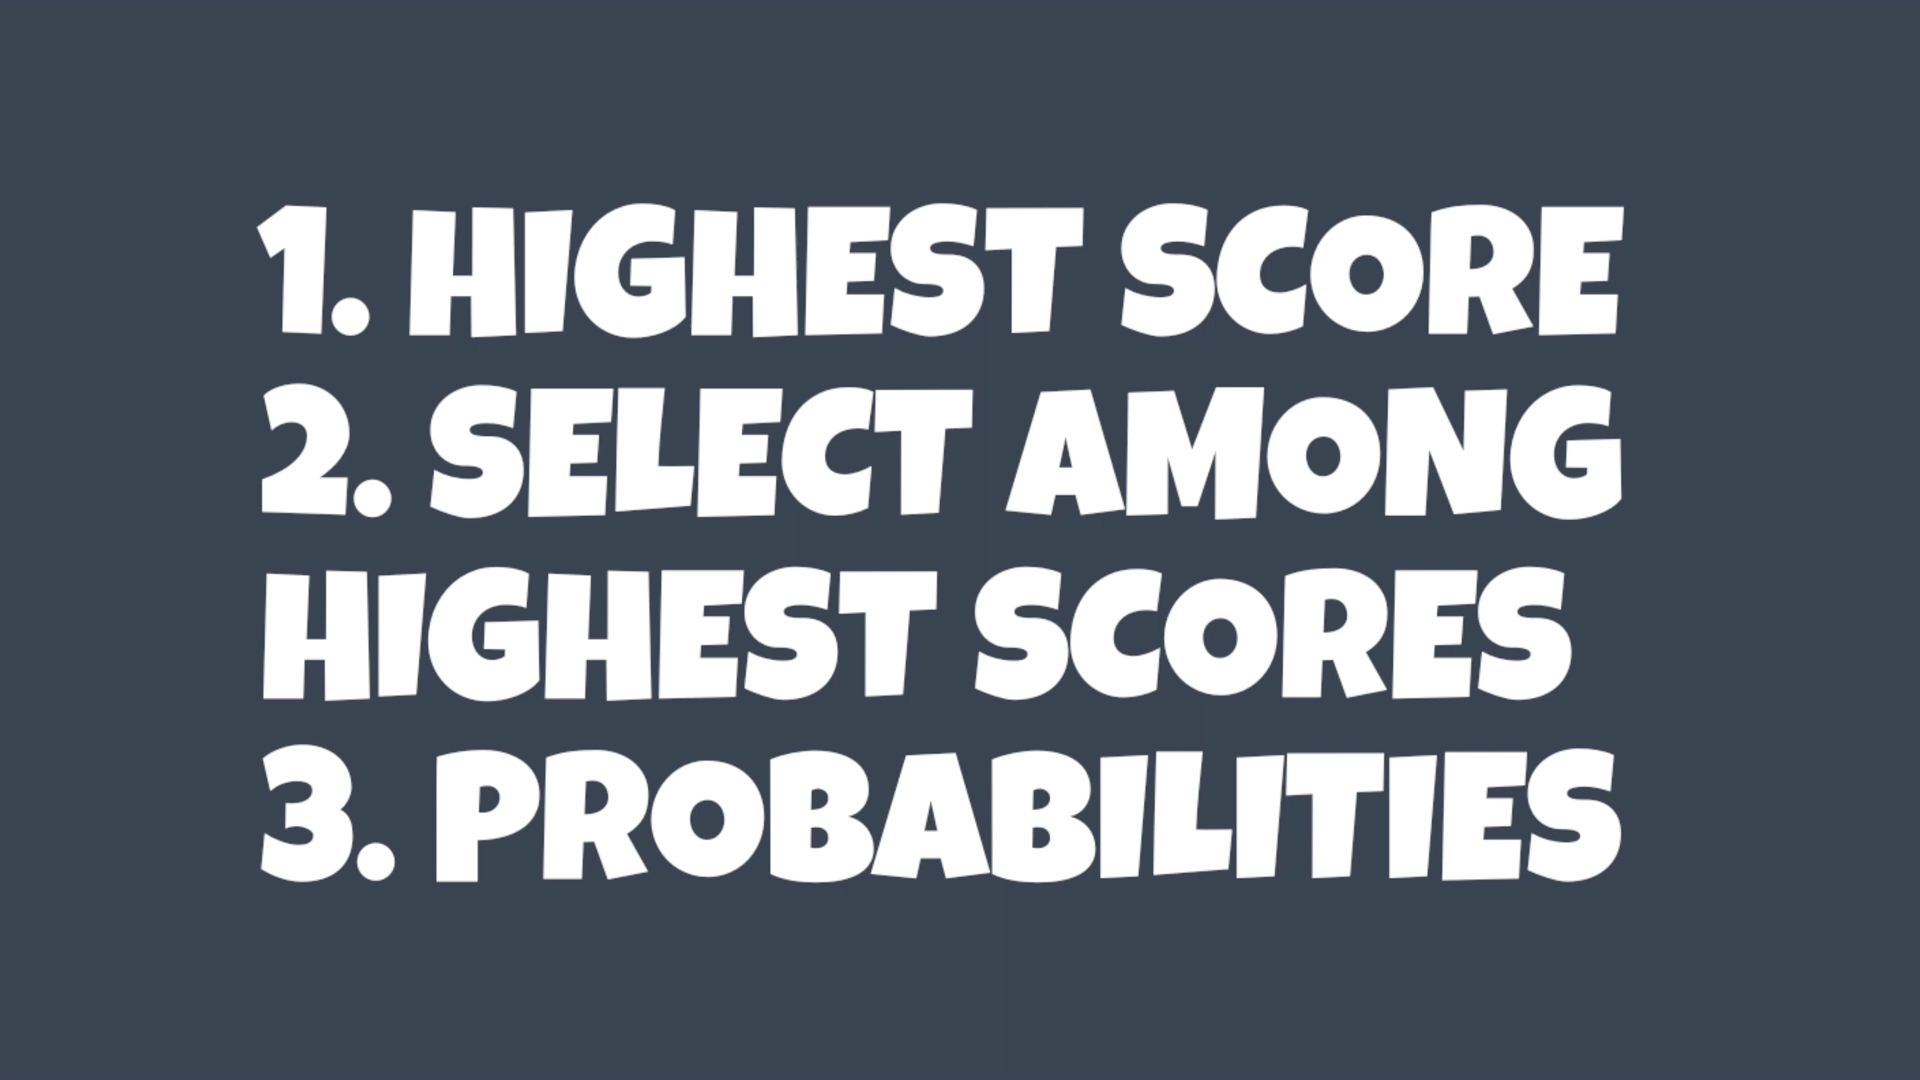 1. HIGHEST SCORE
2. SELECT AMONG
HIGHEST SCORES
3. PROBABILITIES